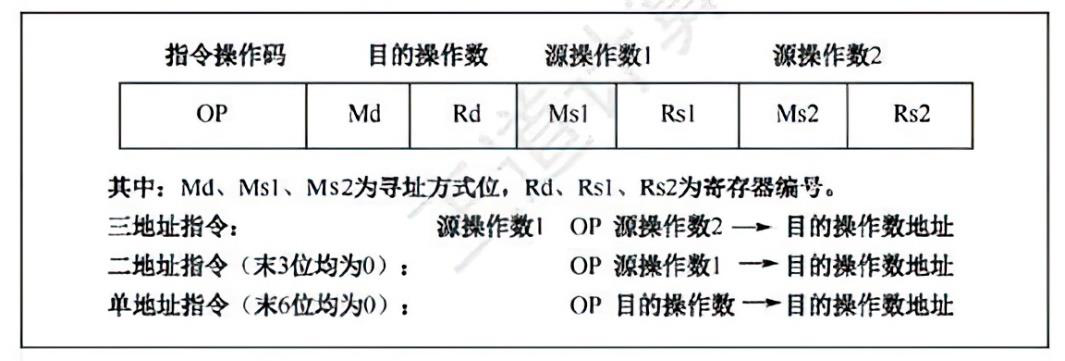 指令操作码 目的操作数 源操作数1 源操作数2
OP Md Rd Ms1 Rs1 Ms2 Rs2
其中：Md、Ms1、Ms2为寻址方式位，Rd、Rs1、Rs2为寄存器编号。
三地址指令： 源操作数1 OP 源操作数2 → 目的操作数地址
二地址指令（末3位均为0）： OP 源操作数1 → 目的操作数地址
单地址指令（末6位均为0）： OP 目的操作数 → 目的操作数地址